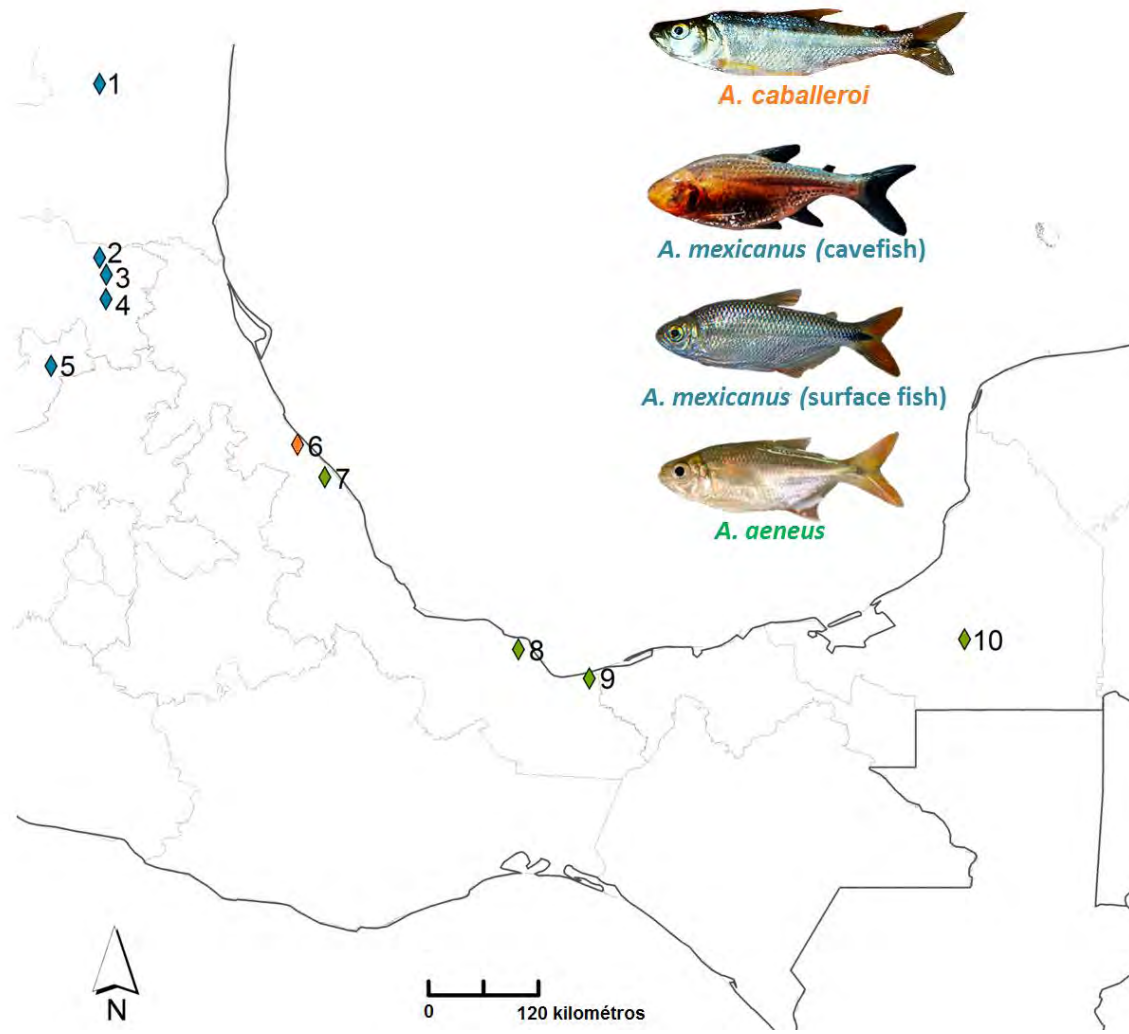 A. caballeroi
1
A. mexicanus (cavefish)
2
3
4
5
A. mexicanus (surface fish)
6
7
A. aeneus
8
9
10
N
0 120 kilométros